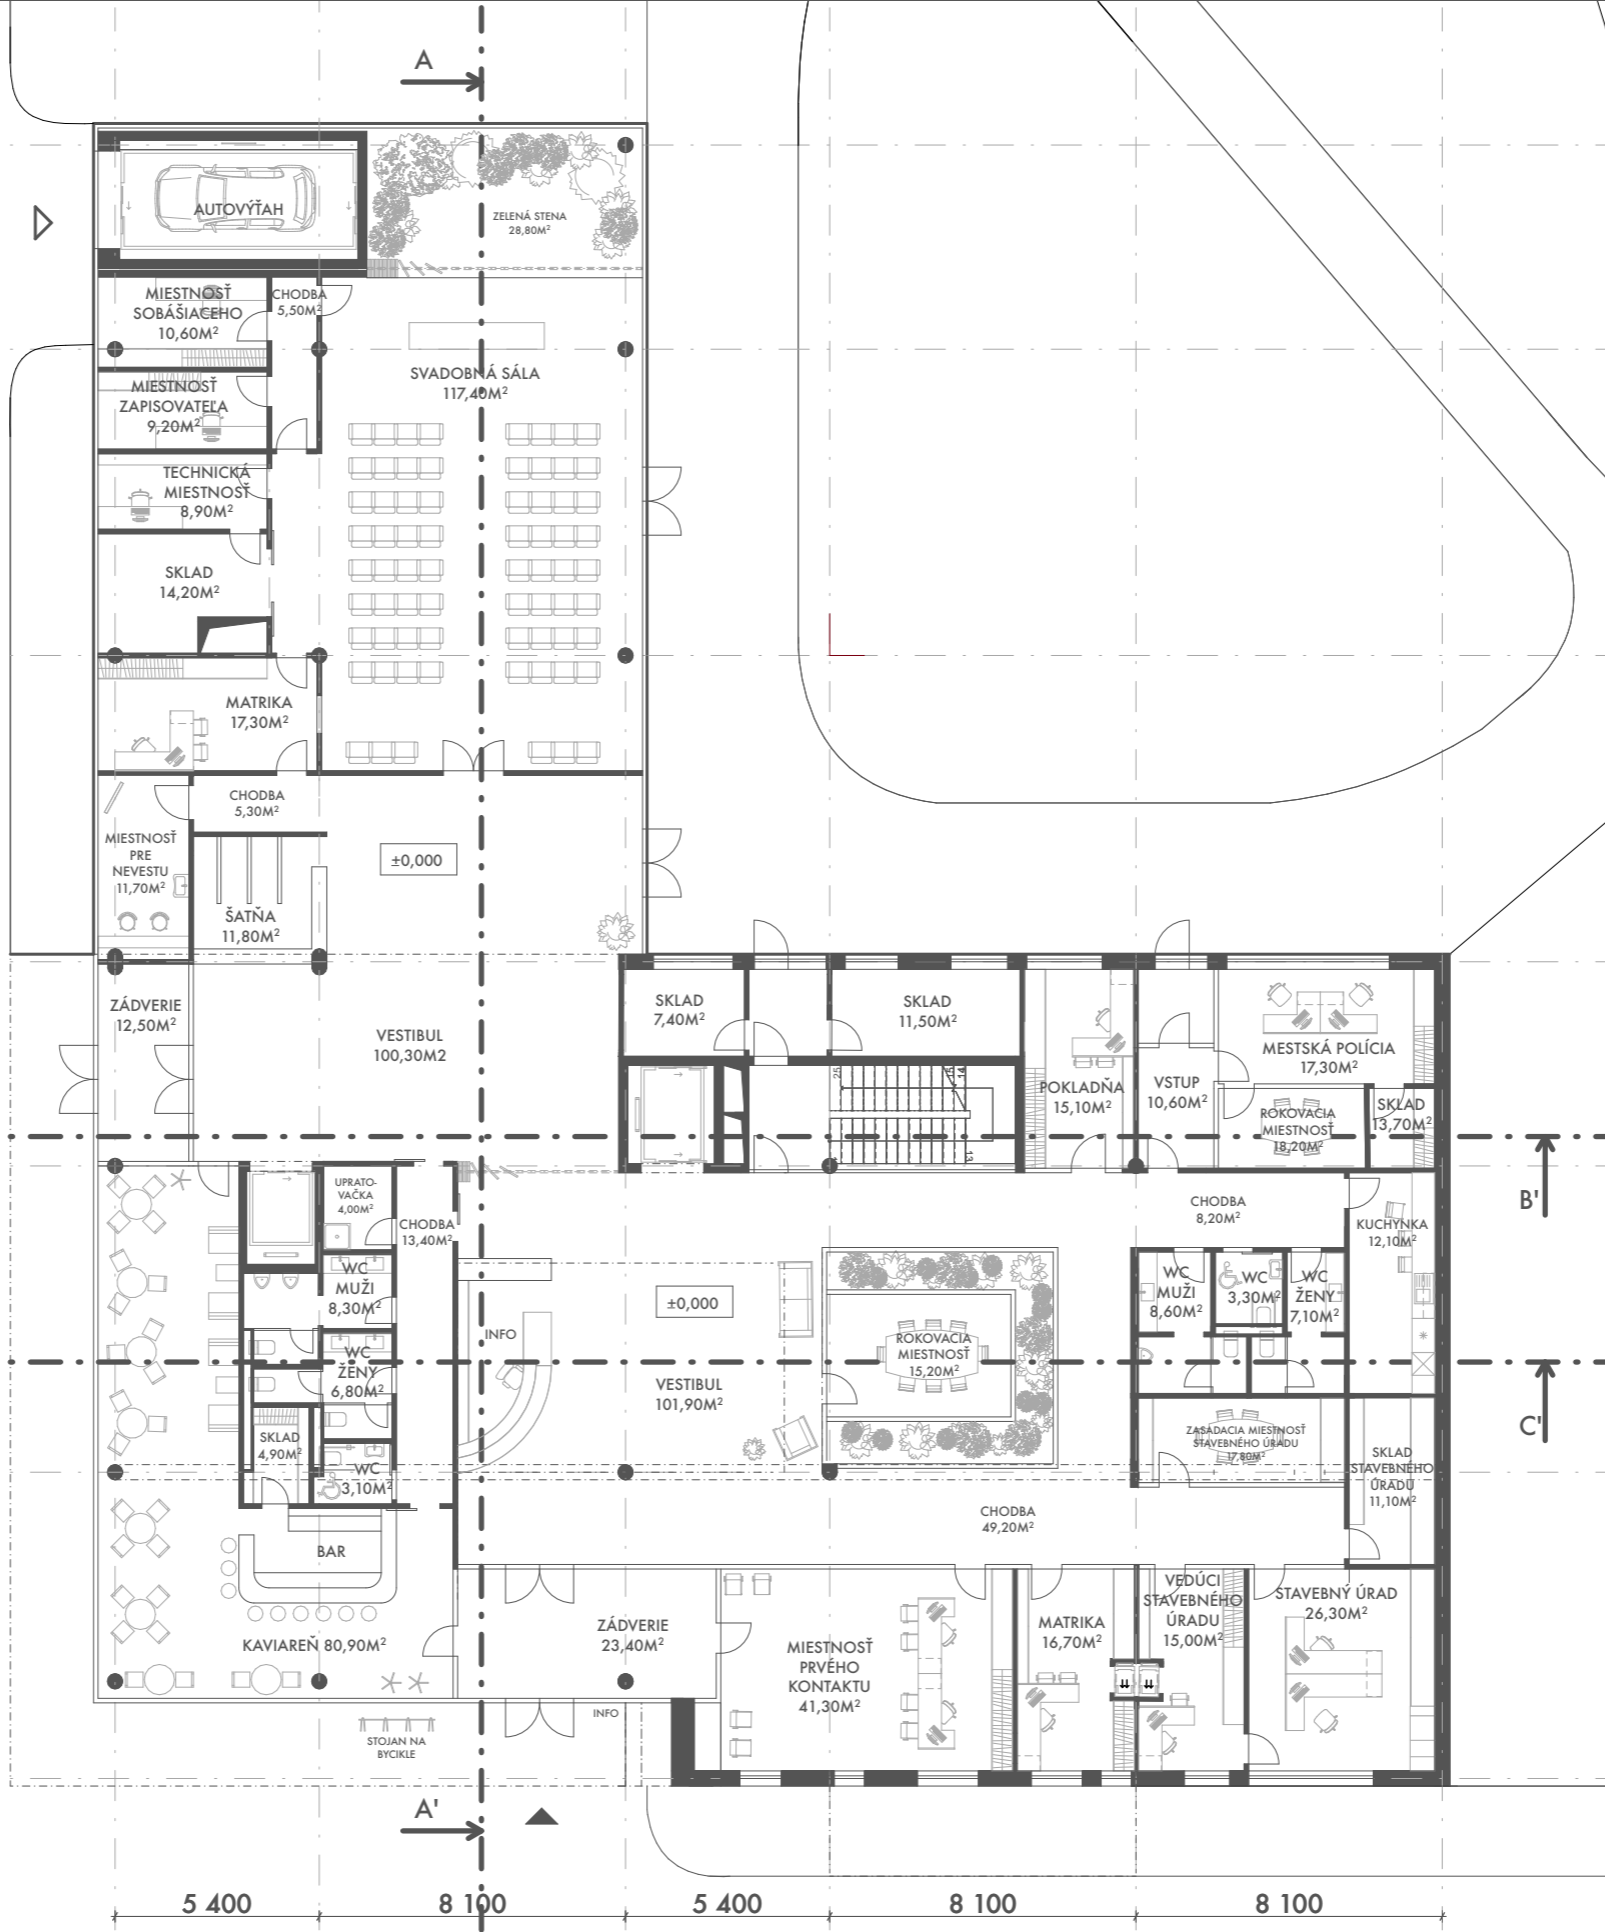 A
AUTOVÝŤAH
ZELENÁ STENA
28,80M²
MIESTNOSŤ
SOBÁŠIACEHO
10,60M²
CHODBA
5,50M²
SVADOBNÁ SÁLA
117,40M²
MIESTNOSŤ
ZAPISOVATEĽA
9,20M²
TECHNICKÁ
MIESTNOSŤ
8,90M²
SKLAD
14,20M²
MATRIKA
17,30M²
CHODBA
5,30M²
MIESTNOSŤ
PRE
NEVESTU
11,70M²
±0,000
ŠATŇA
11,80M²
ZÁDVERIE
12,50M²
VESTIBUL
100,30M2
SKLAD
7,40M²
SKLAD
11,50M²
POKLADŇA
15,10M²
VSTUP
10,60M²
MESTSKÁ POLÍCIA
17,30M²
ROKOVACIA
MIESTNOSŤ
18,20M²
SKLAD
13,70M²
25
15
14
13
B'
UPRATO-
VAČKA
4,00M²
CHODBA
13,40M²
CHODBA
8,20M²
KUCHYNKA
12,10M²
WC
MUŽI
8,30M²
WC
ŽENY
6,80M²
SKLAD
4,90M²
WC
3,10M²
INFO
±0,000
VESTIBUL
101,90M²
ROKOVACIA
MIESTNOSŤ
15,20M²
WC
MUŽI
8,60M²
WC
3,30M²
WC
ŽENY
7,10M²
C'
ZASADACIA MIESTNOSŤ
STAVEBNÉHO ÚRADU
17,80M²
SKLAD
STAVEBNÉHO
ÚRADU
11,10M²
CHODBA
49,20M²
BAR
KAVIAREŇ 80,90M²
ZÁDVERIE
23,40M²
MIESTNOSŤ
PRVÉHO
KONTAKTU
41,30M²
MATRIKA
16,70M²
VEDÚCI
STAVEBNÉHO
ÚRADU
15,00M²
STAVEBNÝ ÚRAD
26,30M²
INFO
STOJAN NA
BYCIKLE
A'
5 400
8 100
5 400
8 100
8 100